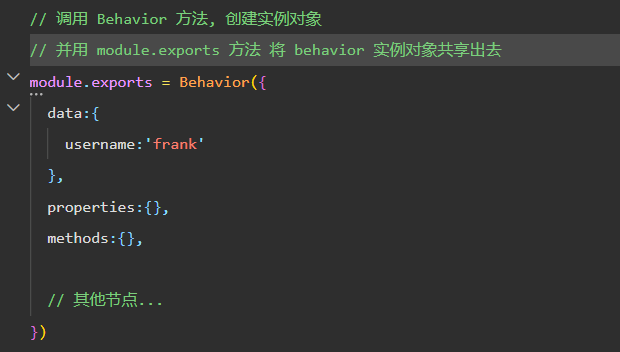 // 调用 Behavior 方法, 创建实例对象
// 并用 module.exports 方法 将 behavior 实例对象共享出去
module.exports = Behavior({
data:{
username:'frank'
},
properties:{},
methods:{},
// 其他节点...
})